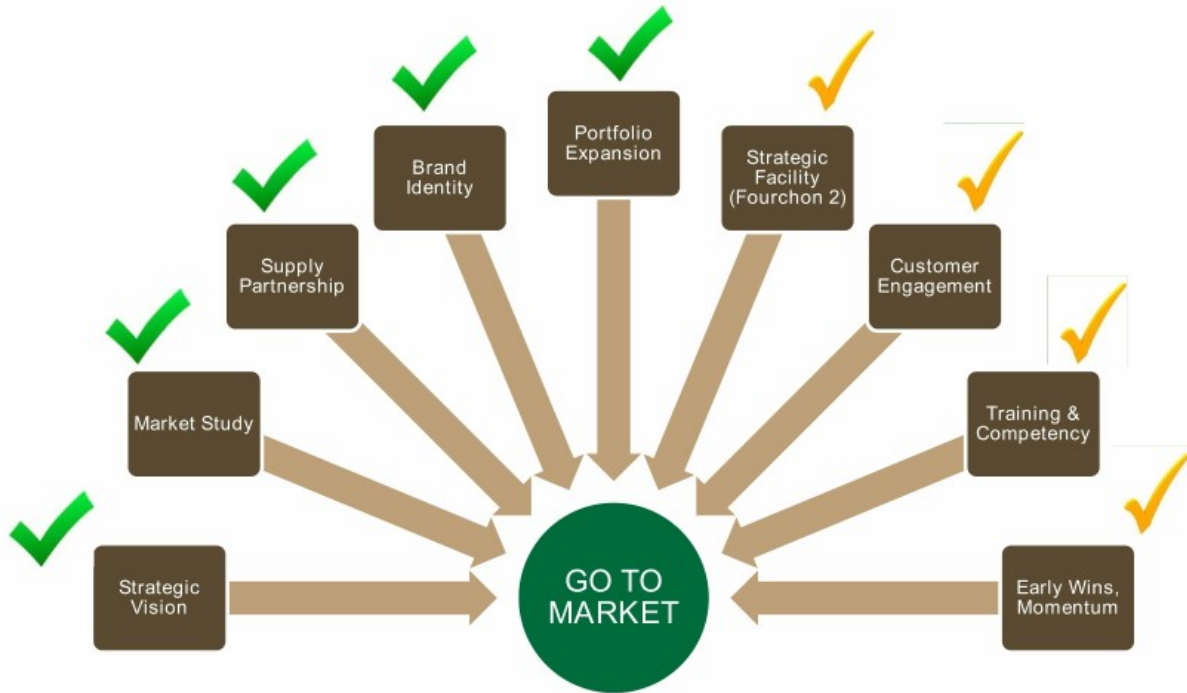 Strategic
Vision
Market Study
Supply
Partnership
Brand
Identity
Portfolio
Expansion
Strategic
Facility
(Fourchon 2)
Customer
Engagement
Training &
Competency
Early Wins,
Momentum
GO TO
MARKET